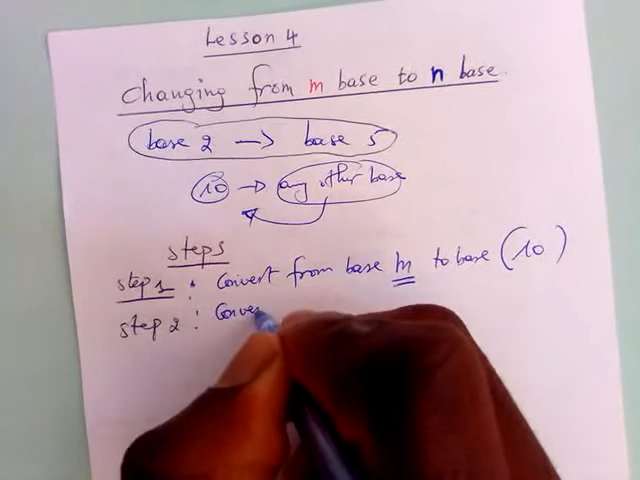 Lesson 4
Changing from m base to n base.
base 2 → base 5
10 → any other base
steps
step 1 : Convert from base m to base (10)
step 2 : Conver